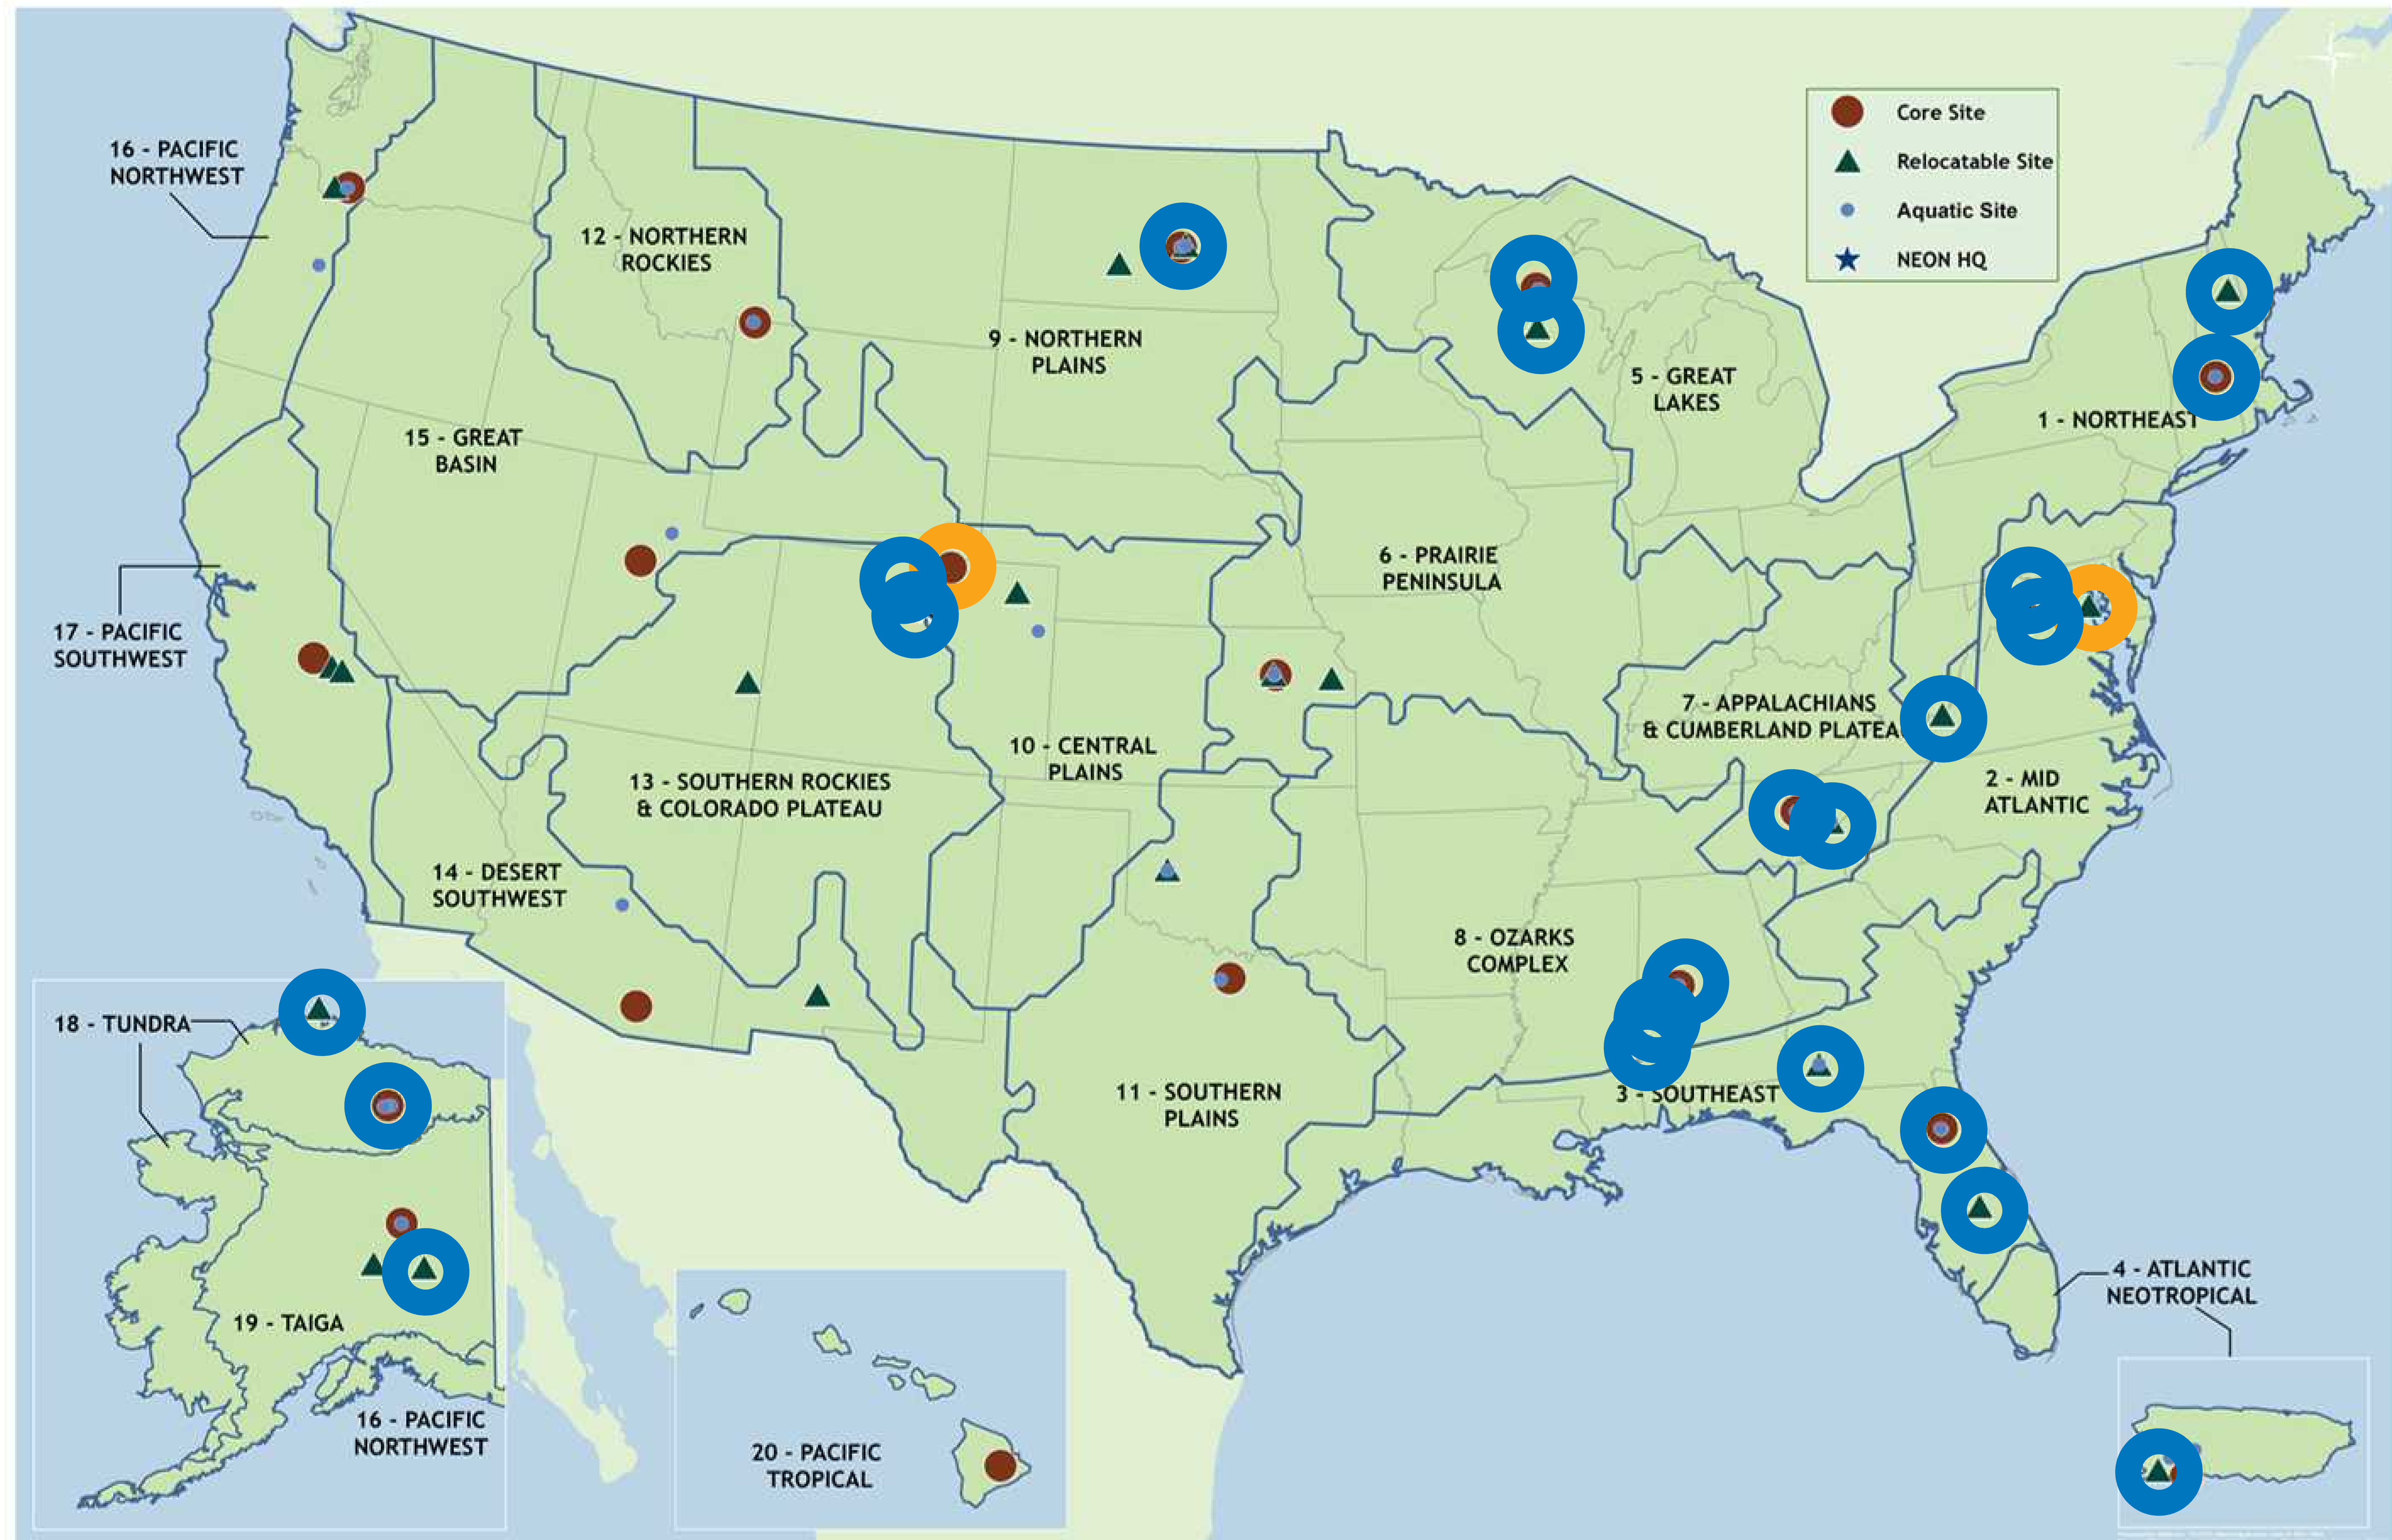 Core Site
Relocatable Site
Aquatic Site
NEON HQ
16 - PACIFIC
NORTHWEST
12 - NORTHERN
ROCKIES
9 - NORTHERN
PLAINS
5 - GREAT
LAKES
1 - NORTHEAST
15 - GREAT
BASIN
6 - PRAIRIE
PENINSULA
17 - PACIFIC
SOUTHWEST
7 - APPALACHIANS
& CUMBERLAND PLATEA
10 - CENTRAL
PLAINS
13 - SOUTHERN ROCKIES
& COLORADO PLATEAU
2 - MID
ATLANTIC
14 - DESERT
SOUTHWEST
8 - OZARKS
COMPLEX
18 - TUNDRA
11 - SOUTHERN
PLAINS
3 - SOUTHEAST
4 - ATLANTIC
NEOTROPICAL
19 - TAIGA
16 - PACIFIC
NORTHWEST
20 - PACIFIC
TROPICAL